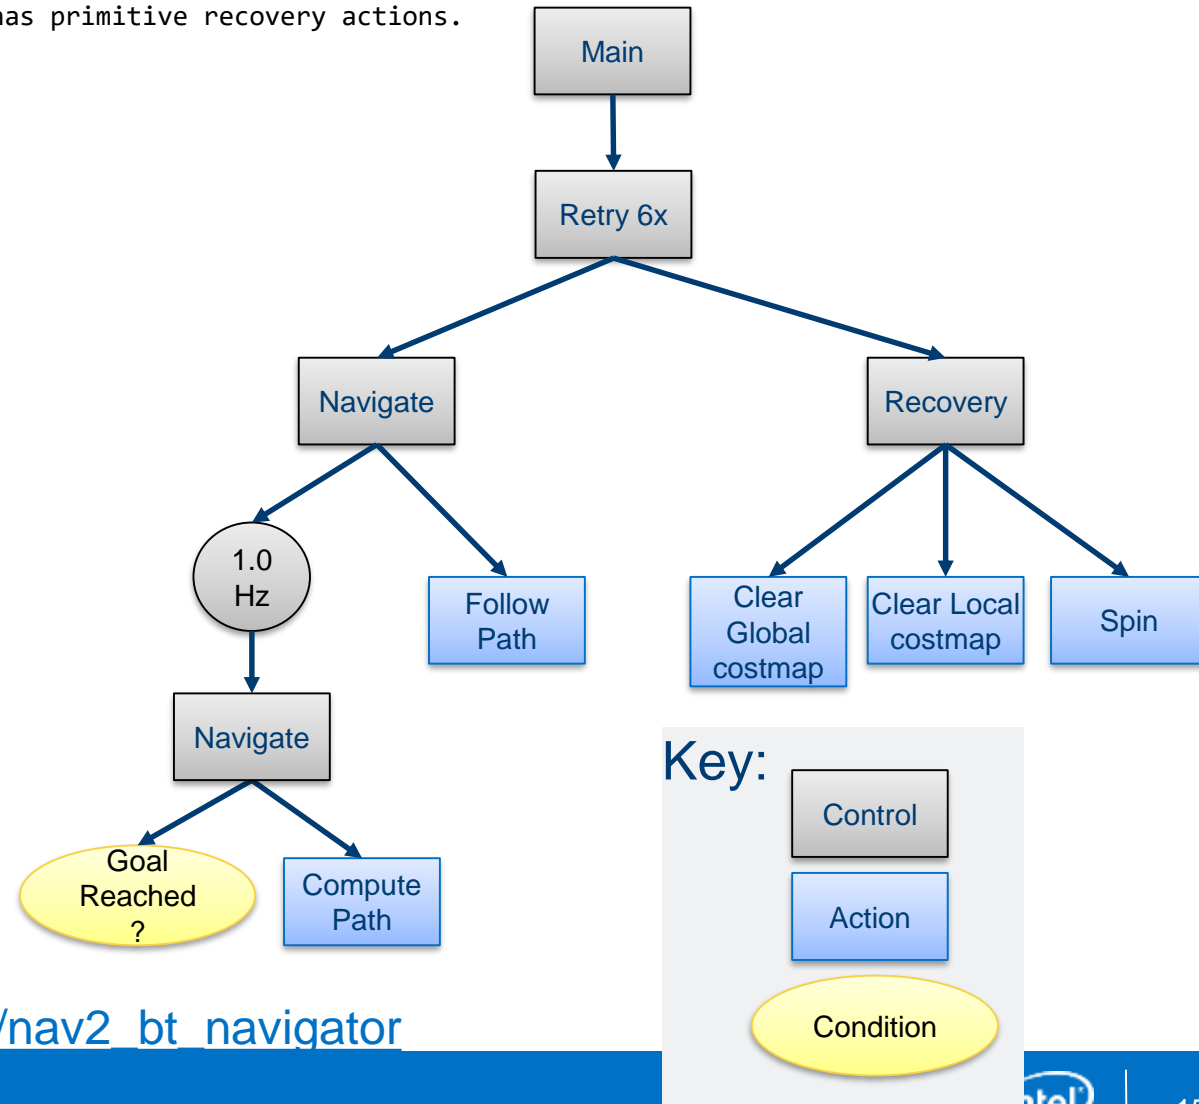 has primitive recovery actions.
Main
Retry 6x
Navigate
Recovery
1.0
Hz
Follow
Path
Clear
Global
costmap
Clear Local
costmap
Spin
Navigate
Goal
Reached
?
Compute
Path
Key:
Control
Action
Condition
/nav2_bt_navigator